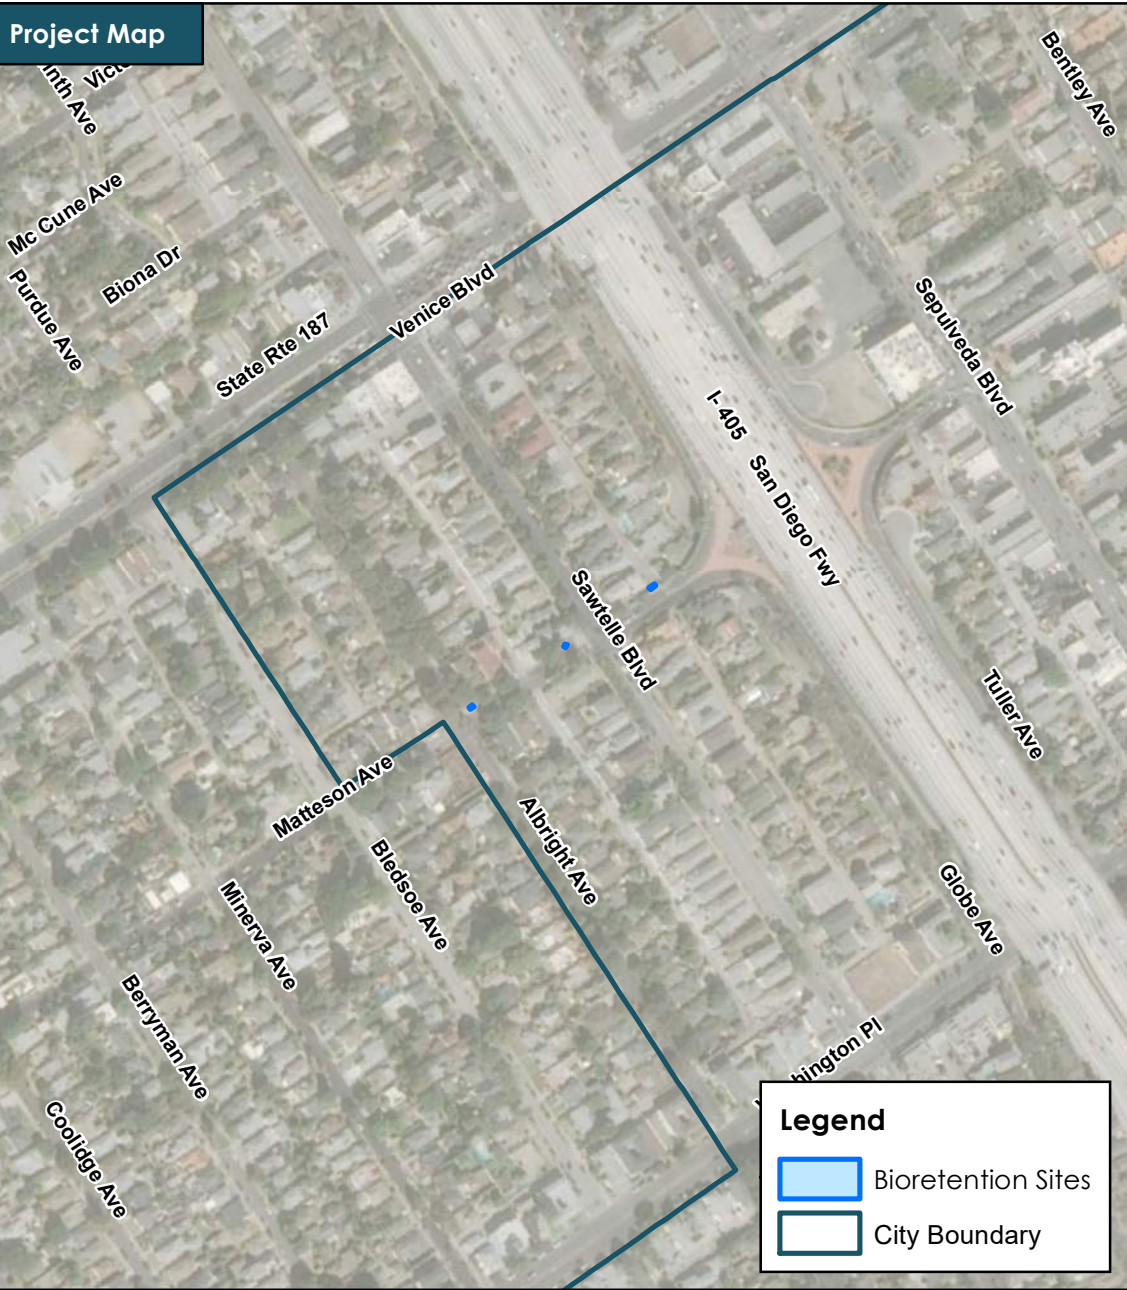 Project Map
Bentley Ave
Mc Cune Ave
Biona Dr
Purdue Ave
State Rte 187
Venice Blvd
Sepulveda Blvd
I- 405
San Diego Fwy
Sawtelle Blvd
Tuller Ave
Matteson Ave
Albright Ave
Bledsoe Ave
Globe Ave
Minerva Ave
Berryman Ave
Coolidge Ave
Pl
Legend
Bioretention Sites
City Boundary